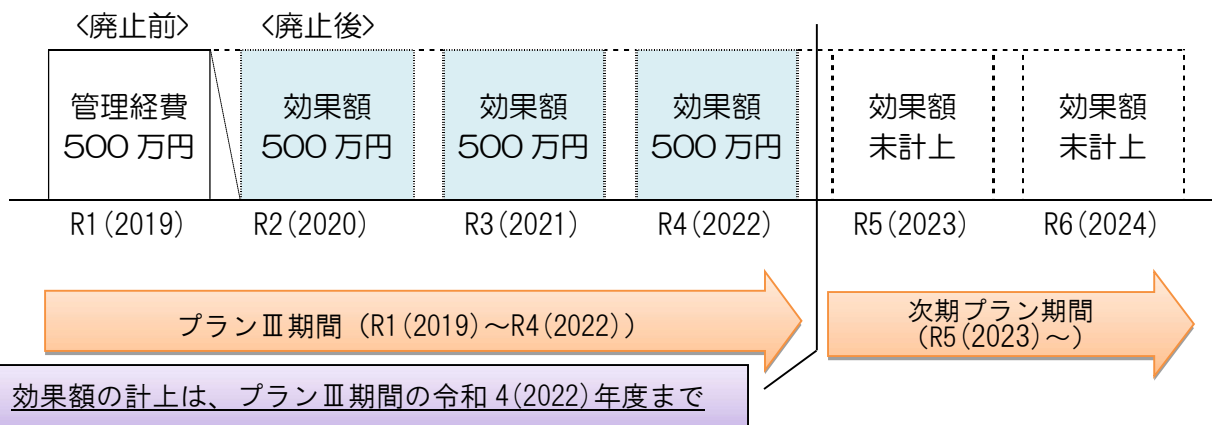 <廃止前>
<廃止後>
管理経費
500万円
効果額
500万円
効果額
500万円
効果額
500万円
効果額
未計上
効果額
未計上
R1(2019)
R2(2020)
R3(2021)
R4(2022)
R5(2023)
R6(2024)
プランⅢ期間(R1(2019)~R4(2022))
次期プラン期間
(R5(2023)~)
効果額の計上は、プランⅢ期間の令和4(2022)年度まで